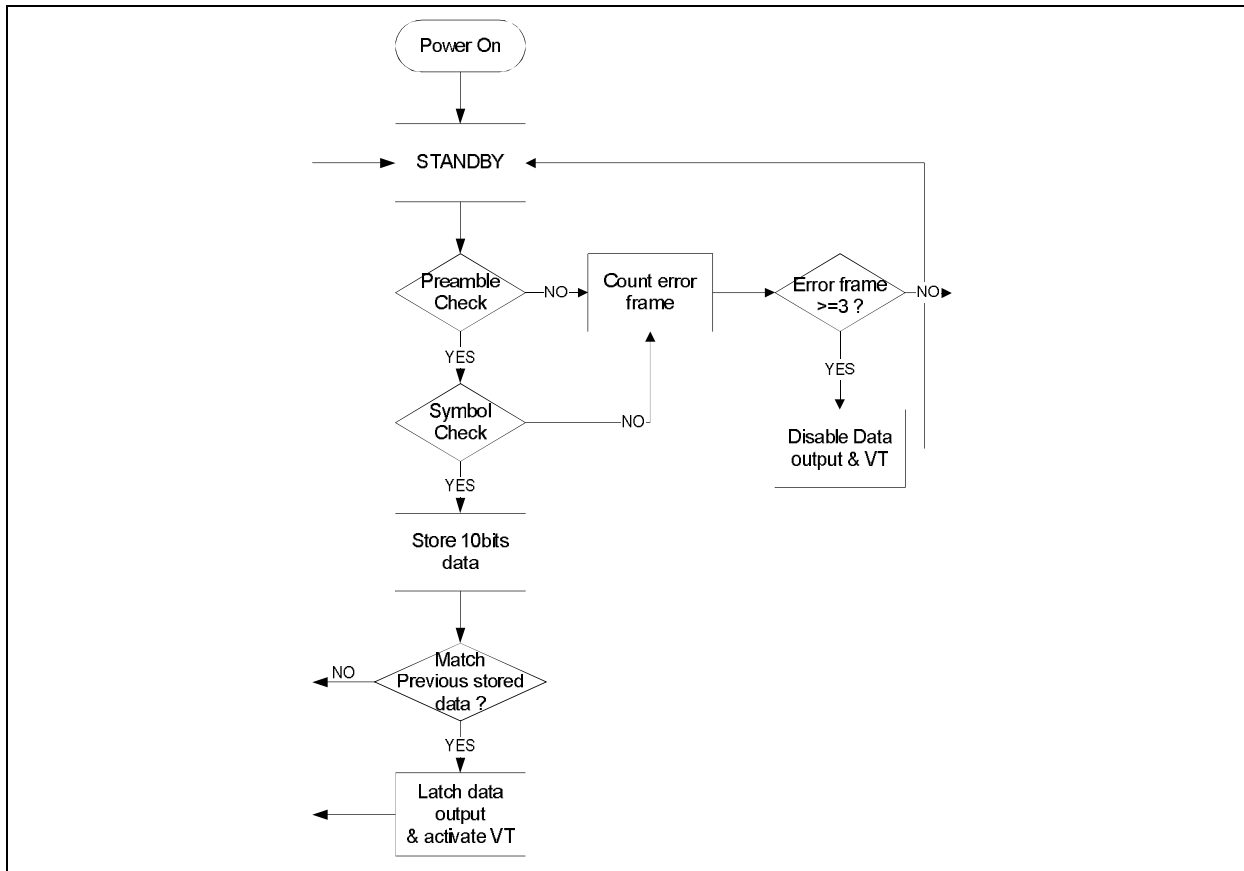 Power On
STANDBY
Preamble
Check
NO
Count error
frame
Error frame
>=3 ?
NO
YES
YES
Symbol
Check
NO
Disable Data
output & VT
YES
Store 10bits
data
Match
Previous stored
data ?
NO
YES
Latch data
output
& activate VT